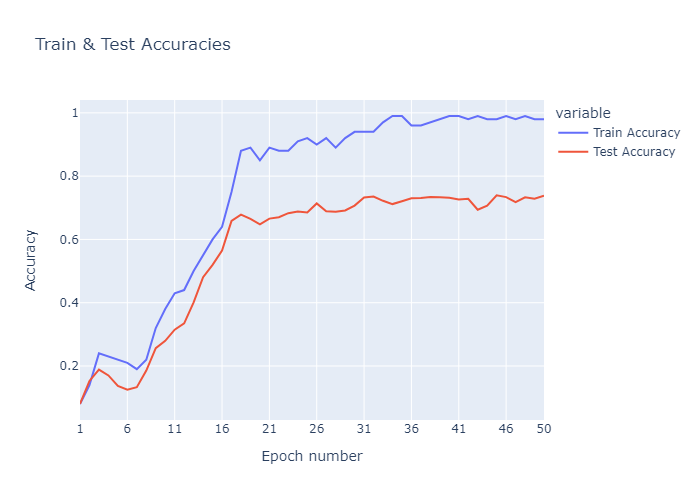 Train & Test Accuracies
variable
Train Accuracy
Test Accuracy
Accuracy
1
0.8
0.6
0.4
0.2
1 6 11 16 21 26 31 36 41 46 50
Epoch number